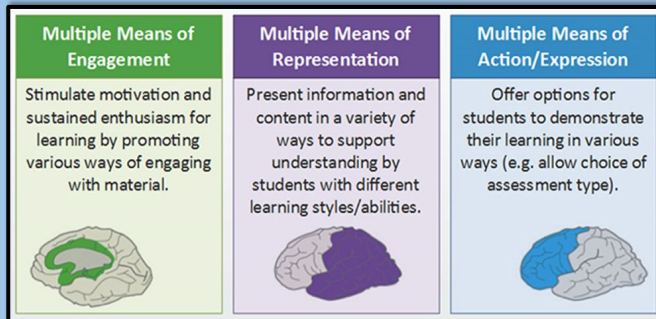 Multiple Means of
Engagement
Stimulate motivation and
sustained enthusiasm for
learning by promoting
various ways of engaging
with material.
Multiple Means of
Representation
Present information and
content in a variety of
ways to support
understanding by
students with different
learning styles/abilities.
Multiple Means of
Action/Expression
Offer options for
students to demonstrate
their learning in various
ways (e.g. allow choice of
assessment type).